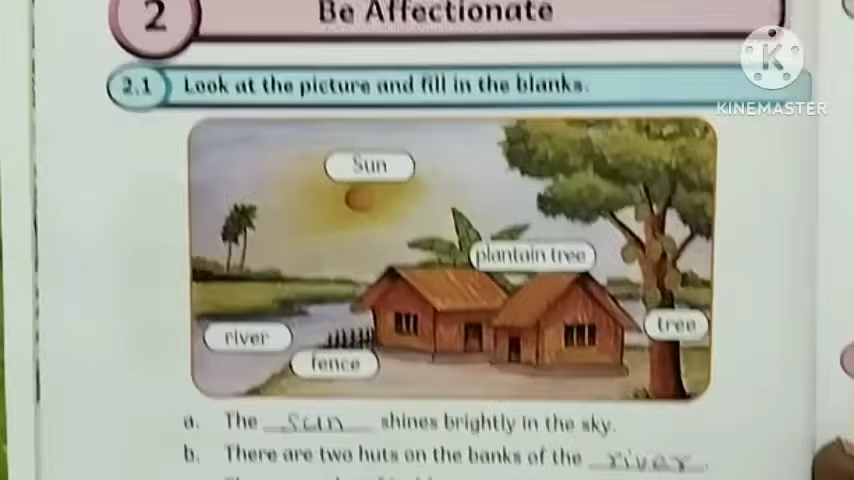 2
Be Affectionate
KINEMASTER
2.1 Look at the picture and fill in the blanks.
Sun
plantain tree
river
tree
fence
a. The sun shines brightly in the sky.
b. There are two huts on the banks of the river.